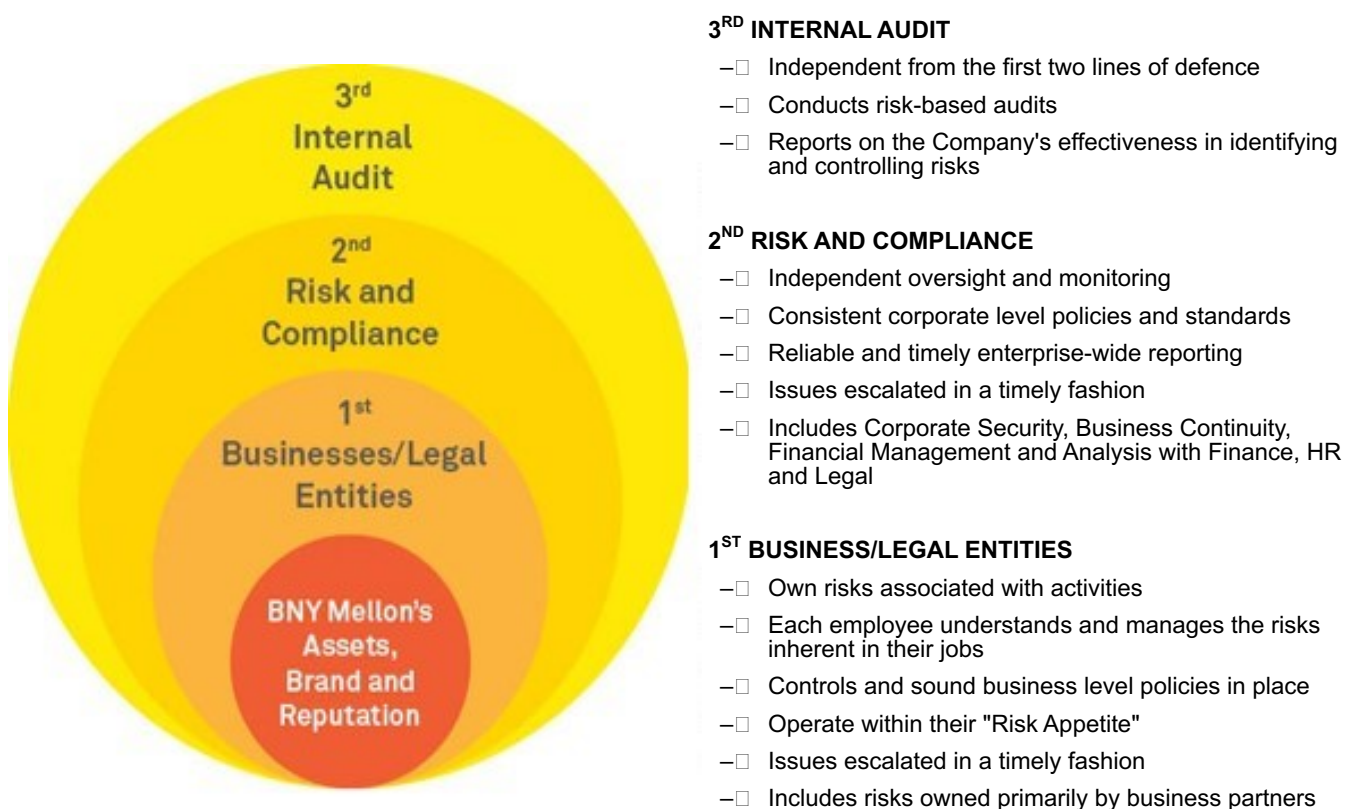 3rd
Internal
Audit
2nd
Risk and
Compliance
1st
Businesses/Legal
Entities
BNY Mellon's
Assets,
Brand and
Reputation
3RD INTERNAL AUDIT
– Independent from the first two lines of defence
– Conducts risk-based audits
– Reports on the Company's effectiveness in identifying
and controlling risks
2ND RISK AND COMPLIANCE
– Independent oversight and monitoring
– Consistent corporate level policies and standards
– Reliable and timely enterprise-wide reporting
– Issues escalated in a timely fashion
– Includes Corporate Security, Business Continuity,
Financial Management and Analysis with Finance, HR
and Legal
1ST BUSINESS/LEGAL ENTITIES
– Own risks associated with activities
– Each employee understands and manages the risks
inherent in their jobs
– Controls and sound business level policies in place
– Operate within their "Risk Appetite"
– Issues escalated in a timely fashion
– Includes risks owned primarily by business partners